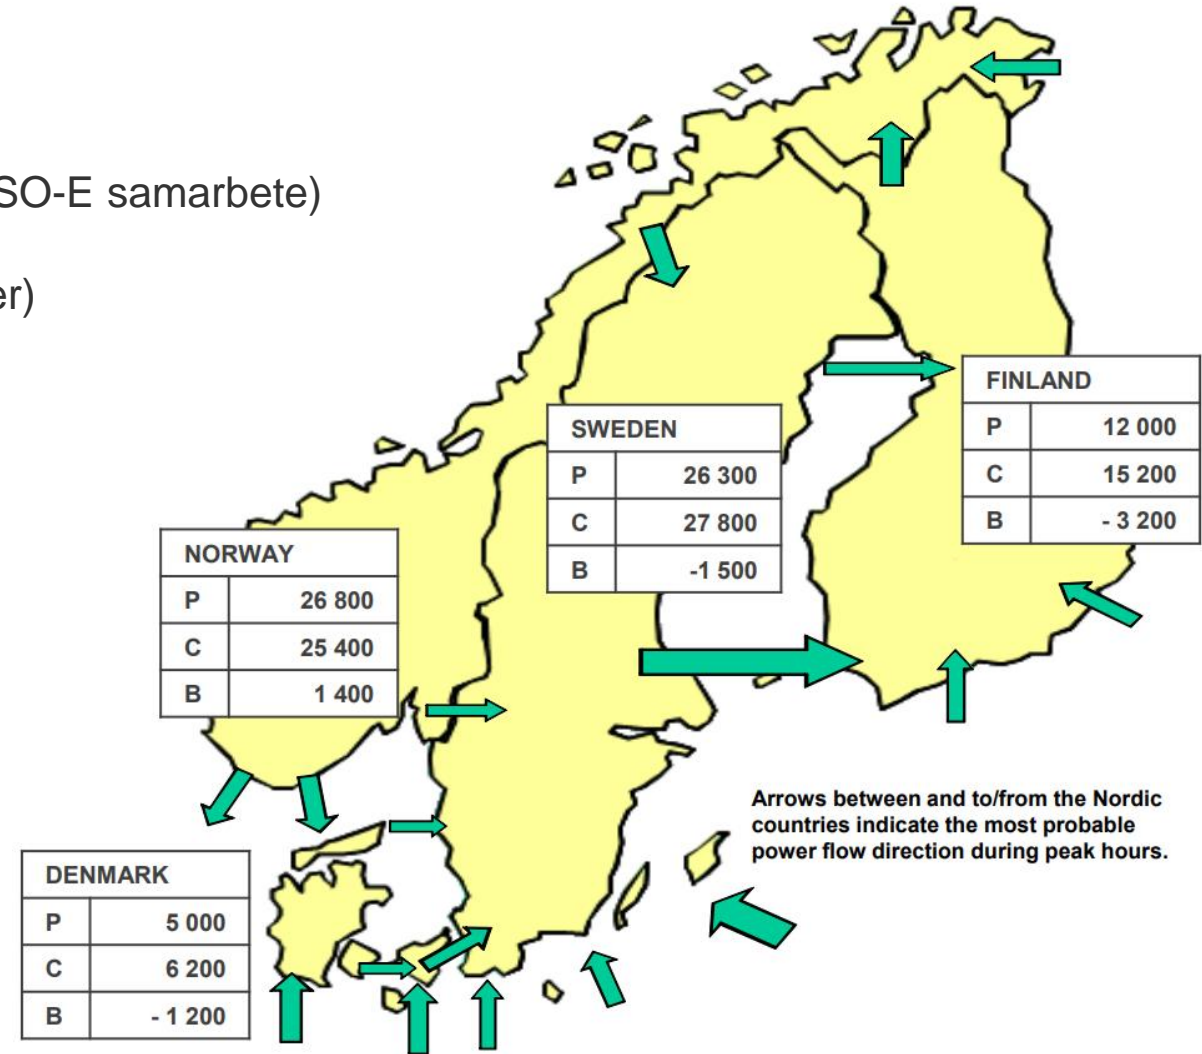 SO-E samarbete)
er)
FINLAND
P 12 000
C 15 200
B - 3 200
SWEDEN
P 26 300
C 27 800
B -1 500
NORWAY
P 26 800
C 25 400
B 1 400
Arrows between and to/from the Nordic
countries indicate the most probable
power flow direction during peak hours.
DENMARK
P 5 000
C 6 200
B - 1 200